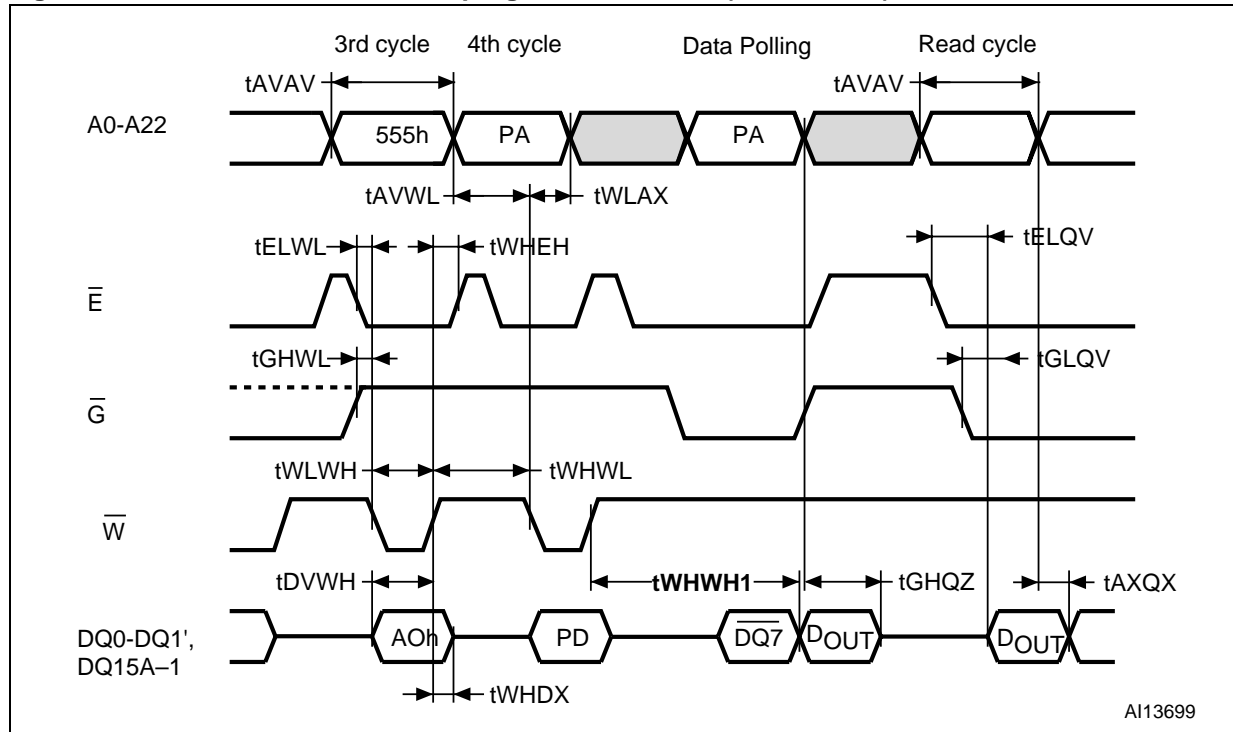 3rd cycle 4th cycle Data Polling Read cycle
tAVAV tAVAV
A0-A22 555h PA PA
tAVWL tWLAX
tELWL tWHEH tELQV
E
tGHWL tGLQV
G
tWLWH tWHWL
W
tDVWH tWHWH1 tGHQZ tAXQX
DQ0-DQ1', AOh PD DQ7 DOUT DOUT
DQ15A–1
tWHDX
AI13699